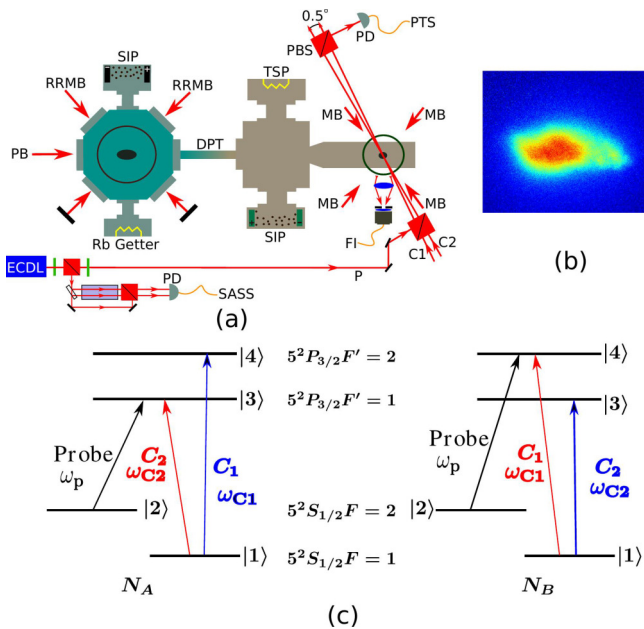 0.5°
PBS
PD
PTS
SIP
RRMB
RRMB
TSP
MB
MB
PB
DPT
MB
MB
Rb Getter
SIP
FI
C1
C2
ECDL
P
PD
SASS
(a)
(b)
|4⟩
5²P₃/₂F′ = 2
|4⟩
|3⟩
5²P₃/₂F′ = 1
|3⟩
Probe
ωp
C2
ωC2
C1
ωC1
Probe
ωp
C1
ωC1
C2
ωC2
|2⟩
5²S₁/₂F = 2
|2⟩
|1⟩
5²S₁/₂F = 1
|1⟩
N_A
N_B
(c)